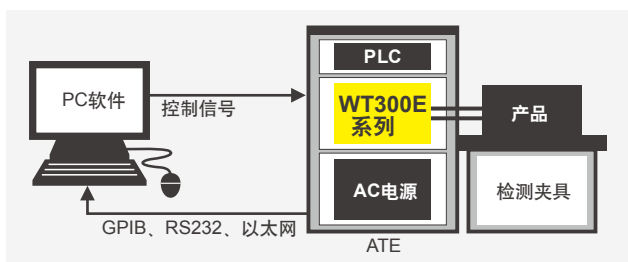 PLC
PC软件
控制信号
WT300E
系列
产品
AC电源
检测夹具
GPIB、RS232、以太网
ATE